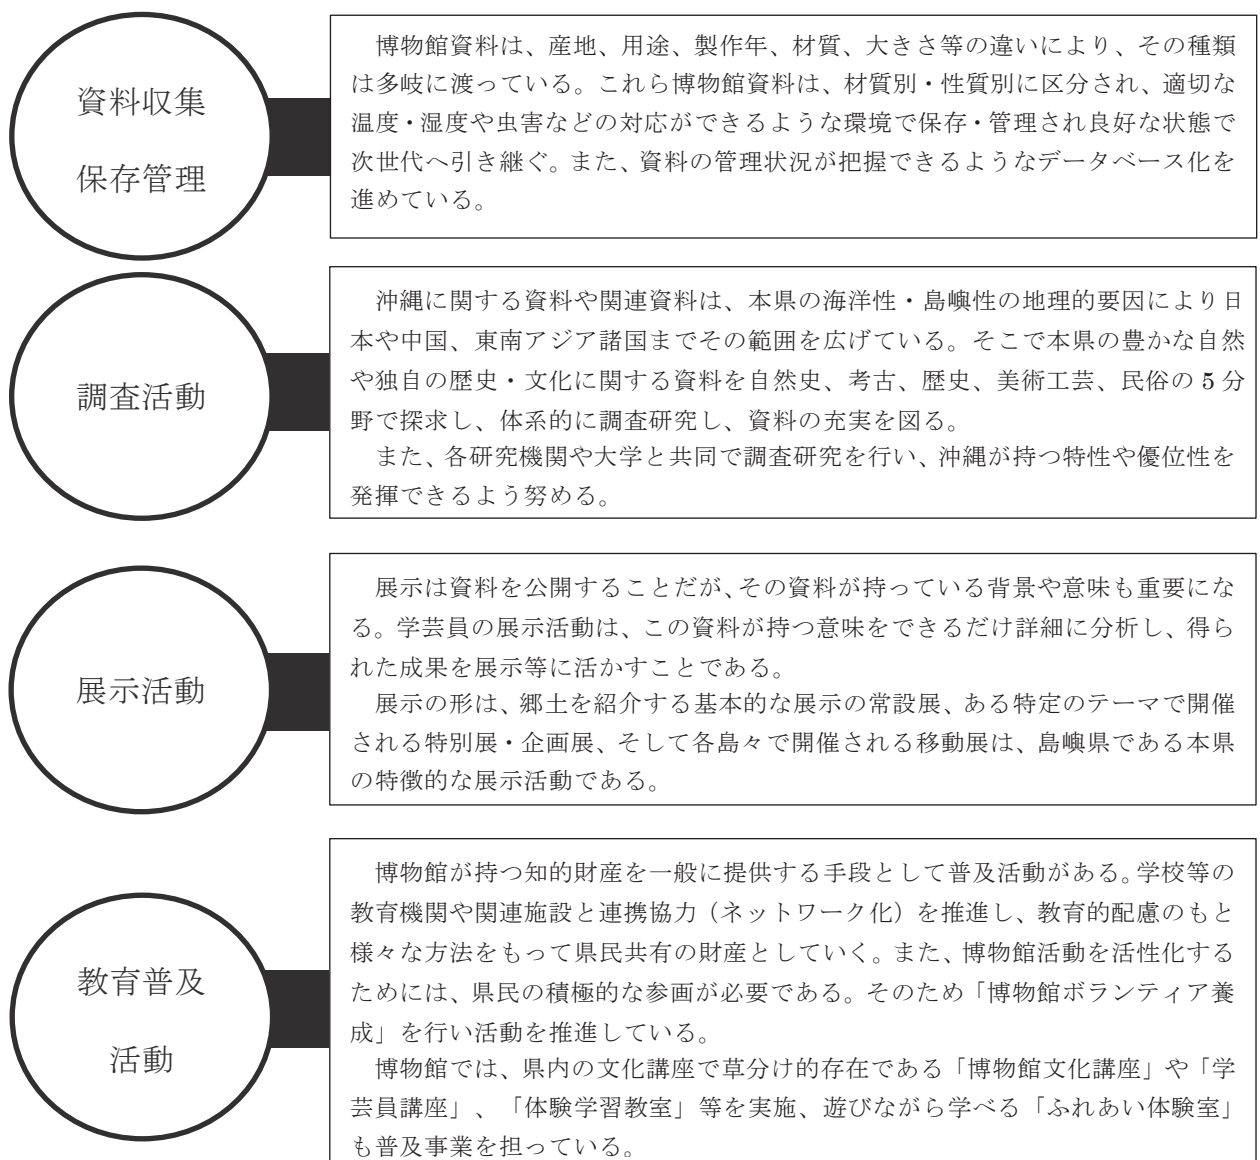 資料収集
保存管理
　博物館資料は、産地、用途、製作年、材質、大きさ等の違いにより、その種類
は多岐に渡っている。これら博物館資料は、材質別・性質別に区分され、適切な
温度・湿度や虫害などの対応ができるような環境で保存・管理され良好な状態で
次世代へ引き継ぐ。また、資料の管理状況が把握できるようなデータベース化を
進めている。
調査活動
　沖縄に関する資料や関連資料は、本県の海洋性・島嶼性の地理的要因により日
本や中国、東南アジア諸国までその範囲を広げている。そこで本県の豊かな自然
や独自の歴史・文化に関する資料を自然史、考古、歴史、美術工芸、民俗の 5 分
野で探求し、体系的に調査研究し、資料の充実を図る。
　また、各研究機関や大学と共同で調査研究を行い、沖縄が持つ特性や優位性を
発揮できるよう努める。
展示活動
　展示は資料を公開することだが、その資料が持っている背景や意味も重要にな
る。学芸員の展示活動は、この資料が持つ意味をできるだけ詳細に分析し、得ら
れた成果を展示等に活かすことである。
　展示の形は、郷土を紹介する基本的な展示の常設展、ある特定のテーマで開催
される特別展・企画展、そして各島々で開催される移動展は、島嶼県である本県
の特徴的な展示活動である。
教育普及
活動
　博物館が持つ知的財産を一般に提供する手段として普及活動がある。学校等の
教育機関や関連施設と連携協力（ネットワーク化）を推進し、教育的配慮のもと
様々な方法をもって県民共有の財産としていく。また、博物館活動を活性化する
ためには、県民の積極的な参画が必要である。そのため「博物館ボランティア養
成」を行い活動を推進している。
　博物館では、県内の文化講座で草分け的存在である「博物館文化講座」や「学
芸員講座」、「体験学習教室」等を実施、遊びながら学べる「ふれあい体験室」
も普及事業を担っている。